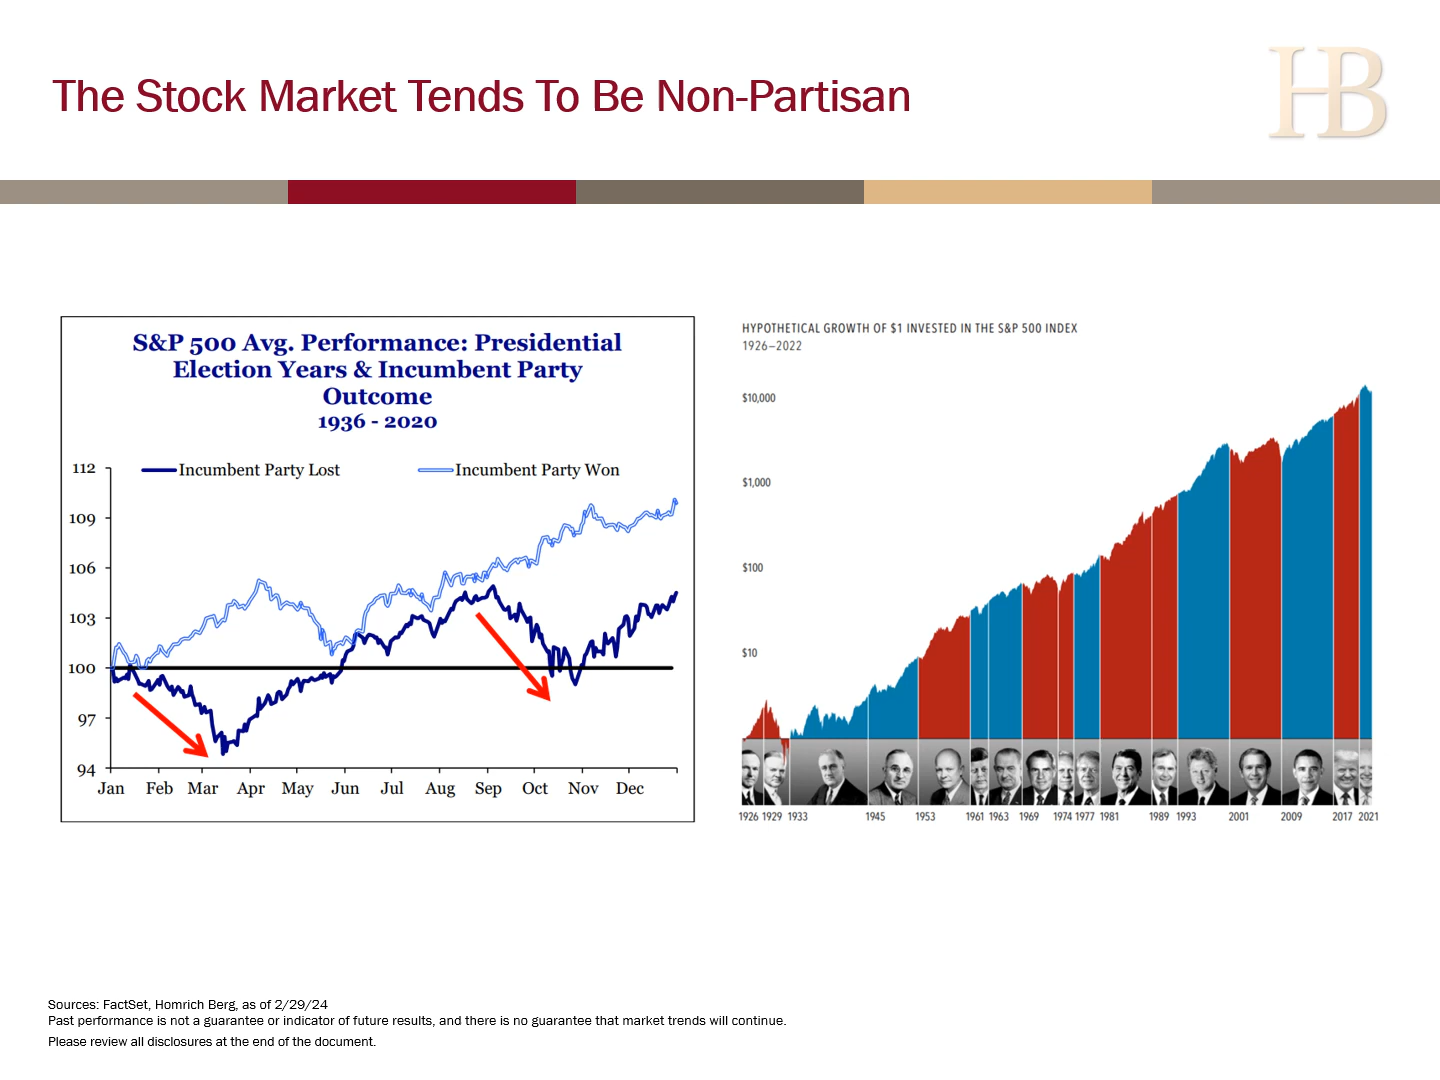 The Stock Market Tends To Be Non-Partisan
HB
S&P 500 Avg. Performance: Presidential
Election Years & Incumbent Party
Outcome
1936 - 2020
Incumbent Party Lost
Incumbent Party Won
112
109
106
103
100
97
94
Jan Feb Mar Apr May Jun Jul Aug Sep Oct Nov Dec
HYPOTHETICAL GROWTH OF $1 INVESTED IN THE S&P 500 INDEX
1926–2022
$10,000
$1,000
$100
$10
1926 1929 1933 1945 1953 1961 1963 1969 1974 1977 1981 1989 1993 2001 2009 2017 2021
Sources: FactSet, Homrich Berg, as of 2/29/24
Past performance is not a guarantee or indicator of future results, and there is no guarantee that market trends will continue.
Please review all disclosures at the end of the document.